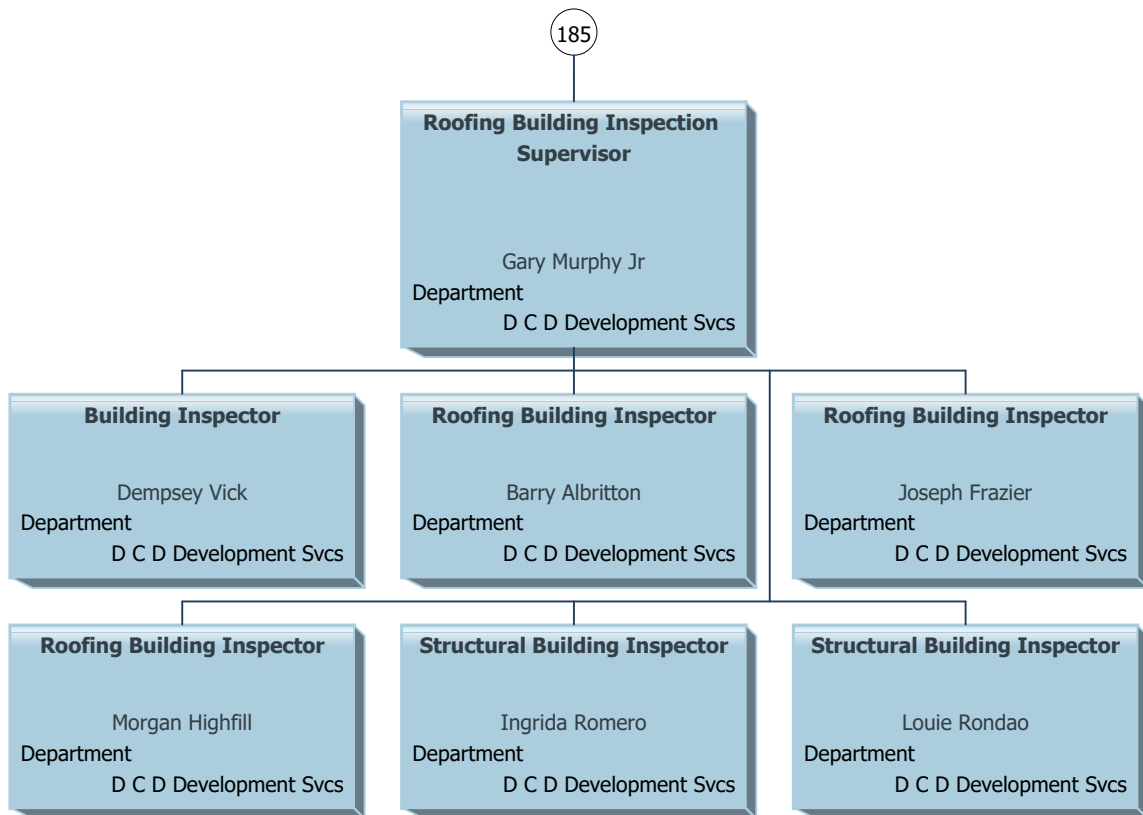 185
Roofing Building Inspection
Supervisor
Gary Murphy Jr
Department
D C D Development Svcs
Building Inspector
Dempsey Vick
Department
D C D Development Svcs
Roofing Building Inspector
Barry Albritton
Department
D C D Development Svcs
Roofing Building Inspector
Joseph Frazier
Department
D C D Development Svcs
Roofing Building Inspector
Morgan Highfill
Department
D C D Development Svcs
Structural Building Inspector
Ingrida Romero
Department
D C D Development Svcs
Structural Building Inspector
Louie Rondao
Department
D C D Development Svcs